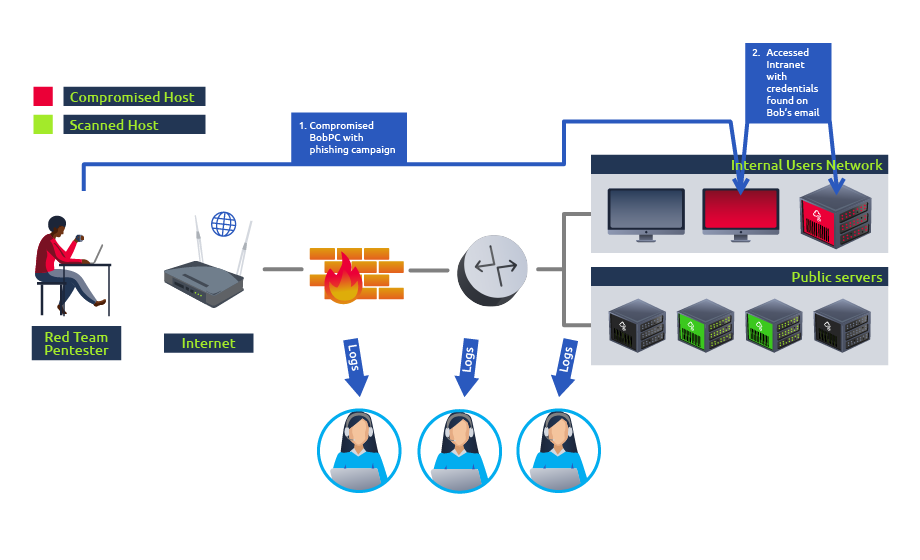 Compromised Host
Scanned Host
1. Compromised
BobPC with
phishing campaign
2. Accessed
Intranet
with
credentials
found on
Bob's email
Internal Users Network
Public servers
Red Team
Pentester
Internet
Logs
Logs
Logs